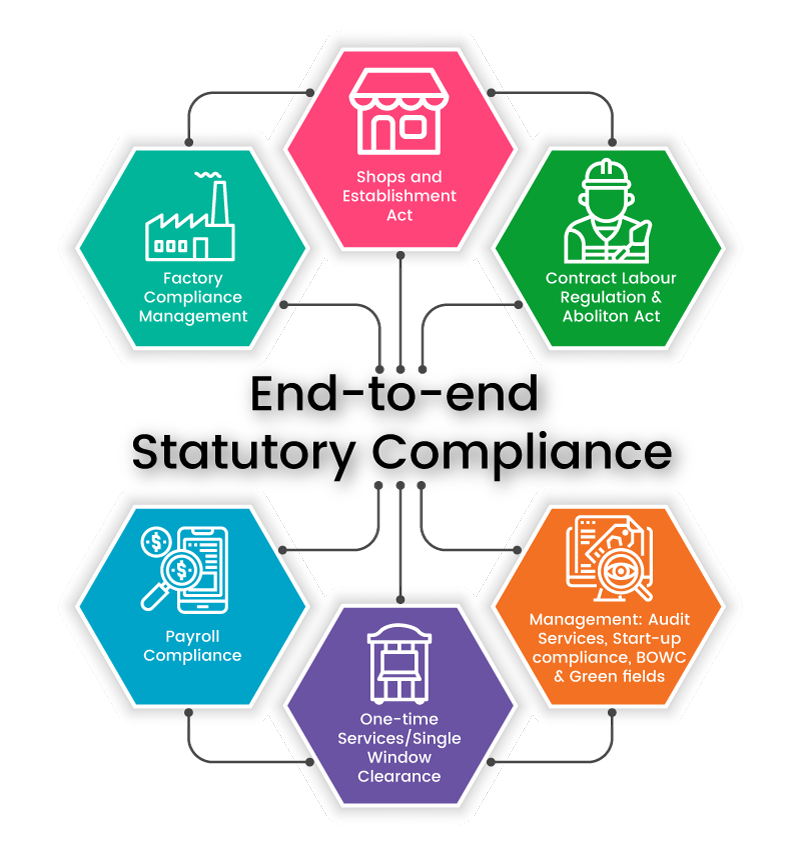 Shops and
Establishment
Act
Factory
Compliance
Management
Contract Labour
Regulation &
Aboliton Act
End-to-end
Statutory Compliance
Payroll
Compliance
Management: Audit
Services, Start-up
compliance, BOWC
& Green fields
One-time
Services/Single
Window
Clearance